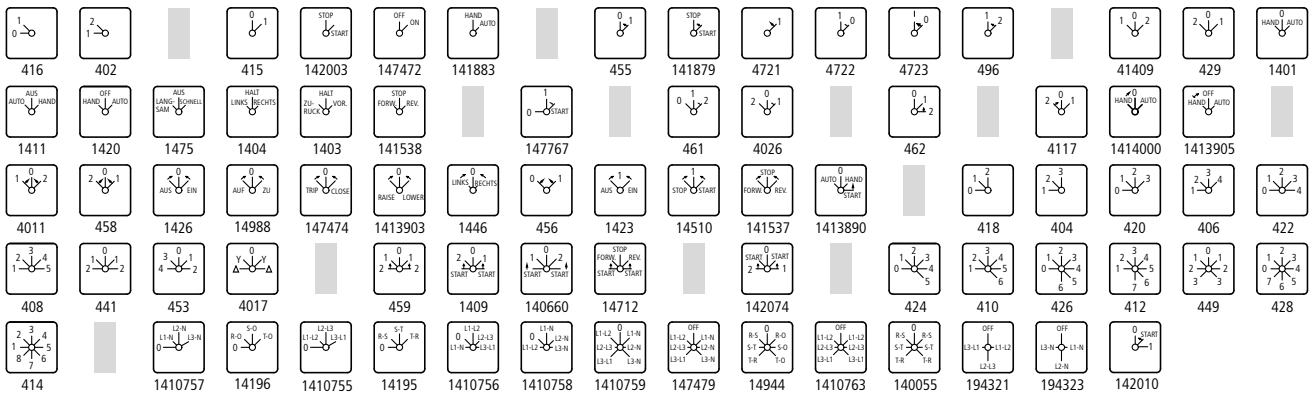 1 0
1 2
0 1
STOP START
OFF ON
HAND AUTO
0 1
STOP START
1
1 0
I 0
1 2
1 0 2
0 1 2
HAND 0 AUTO
416 402 415 142003 147472 141883 455 141879 4721 4722 4723 496 41409 429 1401
AUTO AUS HAND
HAND OFF AUTO
LANG- SAM AUS SCHNELL
LINKS HALT RECHTS
ZU- RUCK HALT VOR.
FORW. STOP REV.
0 1 START
0 1 2
2 0 1
0 1 2
2 0 1
HAND 0 AUTO
HAND OFF AUTO
1411 1420 1475 1404 1403 141538 147767 461 4026 462 4117 1414000 1413905
1 0 2
2 0 1
AUS 0 EIN
AUF 0 ZU
TRIP 0 CLOSE
RAISE 0 LOWER
LINKS 0 RECHTS
0 1
AUS 1 EIN
STOP 1 START
FORW. STOP REV.
AUTO 0 HAND START
0 1 2
1 2 3
0 1 2 3
1 2 3 4
0 1 2 3 4
4011 458 1426 14988 147474 1413903 1446 456 1423 14510 141537 1413890 418 404 420 406 422
1 2 3 4 5
2 1 0 1 2
4 3 0 1 2
Δ Y 0 Y Δ
2 1 0 1 2
START 2 0 1 START
START 1 0 2 START
START FORW. STOP REV. START
2 START 0 START 1
0 1 2 3 4 5
1 2 3 4 5 6
0 1 2 3 4 5 6
1 2 3 4 5 6 7
3 2 1 0 1 2 3
0 1 2 3 4 5 6 7
408 441 453 4017 459 1409 140660 14712 142074 424 410 426 412 449 428
1 2 3 4 5 6 7 8
0 L1-N L2-N L3-N
0 R-O S-O T-O
0 L1-L2 L2-L3 L3-L1
0 R-S S-T T-R
L1-N 0 L1-L2 L2-L3 L3-L1
L1-L2 0 L1-N L2-N L3-N
L1-L2 L2-L3 L3-L1 0 L1-N L2-N L3-N
L1-L2 L2-L3 L3-L1 OFF L1-N L2-N L3-N
R-S S-T T-R 0 R-O S-O T-O
L1-L2 L2-L3 L3-L1 OFF L1-N L2-N L3-N
R-S S-T T-R 0 R-S S-T T-R
OFF L3-L1 L1-L2 L2-L3
OFF L3-N L1-N L2-N
0 START 1
414 1410757 14196 1410755 14195 1410756 1410758 1410759 147479 14944 1410763 140055 194321 194323 142010